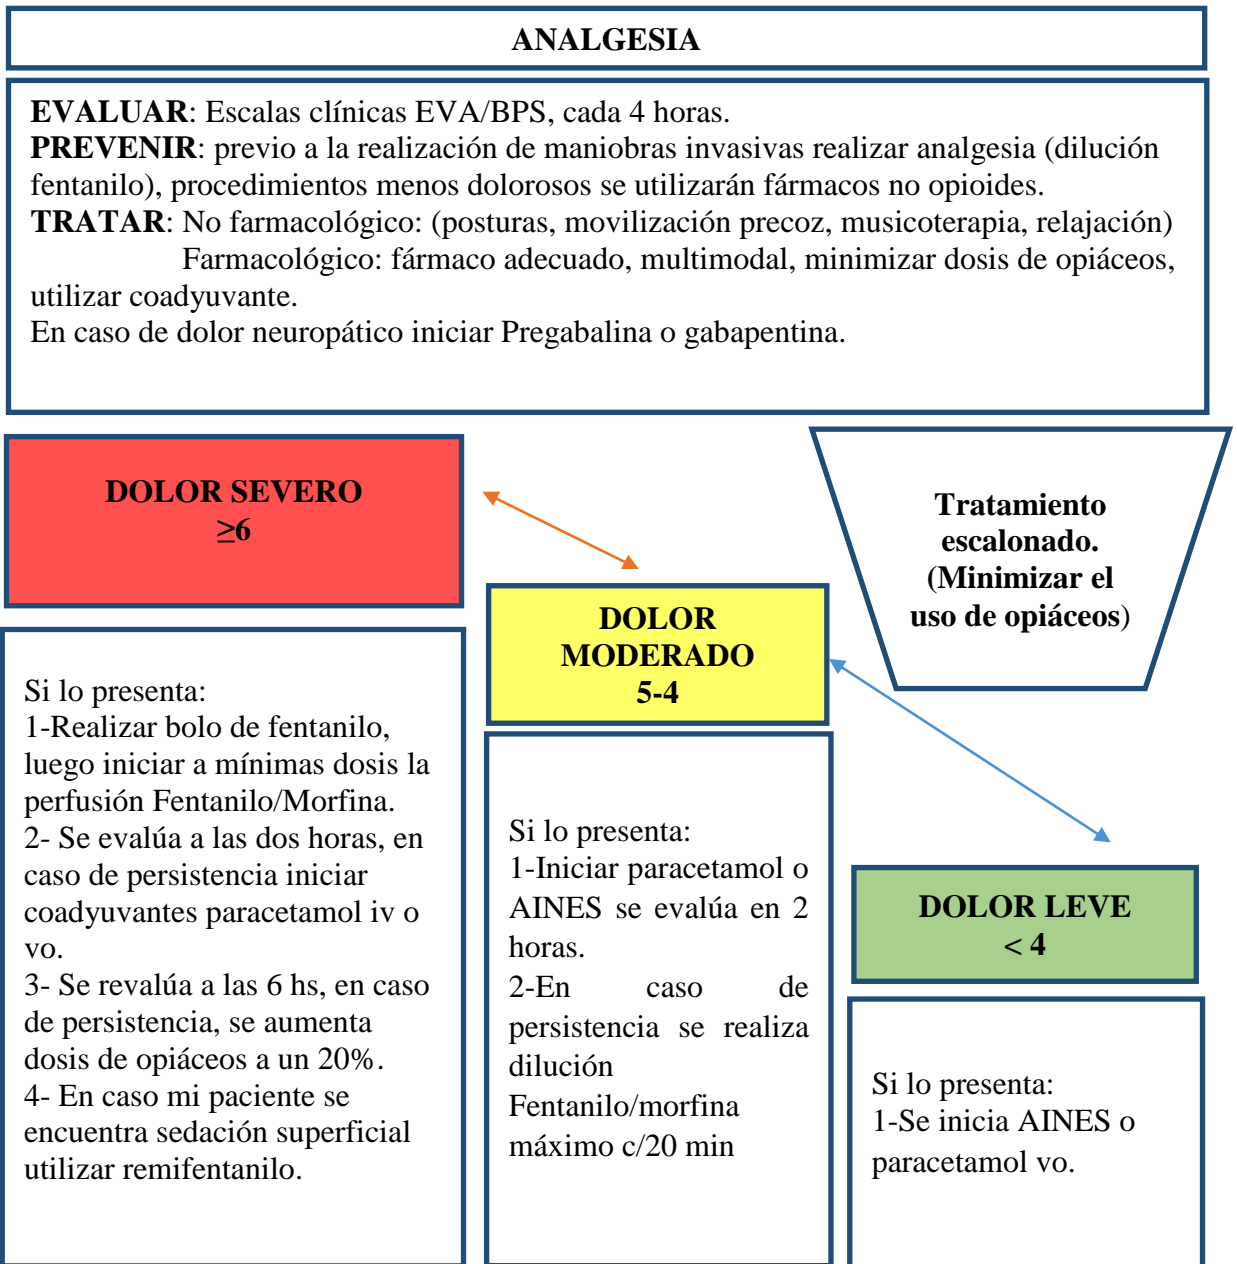 ANALGESIA
EVALUAR: Escalas clínicas EVA/BPS, cada 4 horas.
PREVENIR: previo a la realización de maniobras invasivas realizar analgesia (dilución
fentanilo), procedimientos menos dolorosos se utilizarán fármacos no opioides.
TRATAR: No farmacológico: (posturas, movilización precoz, musicoterapia, relajación)
Farmacológico: fármaco adecuado, multimodal, minimizar dosis de opiáceos,
utilizar coadyuvante.
En caso de dolor neuropático iniciar Pregabalina o gabapentina.
DOLOR SEVERO
≥6
Si lo presenta:
1-Realizar bolo de fentanilo,
luego iniciar a mínimas dosis la
perfusión Fentanilo/Morfina.
2- Se evalúa a las dos horas, en
caso de persistencia iniciar
coadyuvantes paracetamol iv o
vo.
3- Se revalúa a las 6 hs, en caso
de persistencia, se aumenta
dosis de opiáceos a un 20%.
4- En caso mi paciente se
encuentra sedación superficial
utilizar remifentanilo.
DOLOR
MODERADO
5-4
Si lo presenta:
1-Iniciar paracetamol o
AINES se evalúa en 2
horas.
2-En caso de
persistencia se realiza
dilución
Fentanilo/morfina
máximo c/20 min
Tratamiento
escalonado.
(Minimizar el
uso de opiáceos)
DOLOR LEVE
< 4
Si lo presenta:
1-Se inicia AINES o
paracetamol vo.